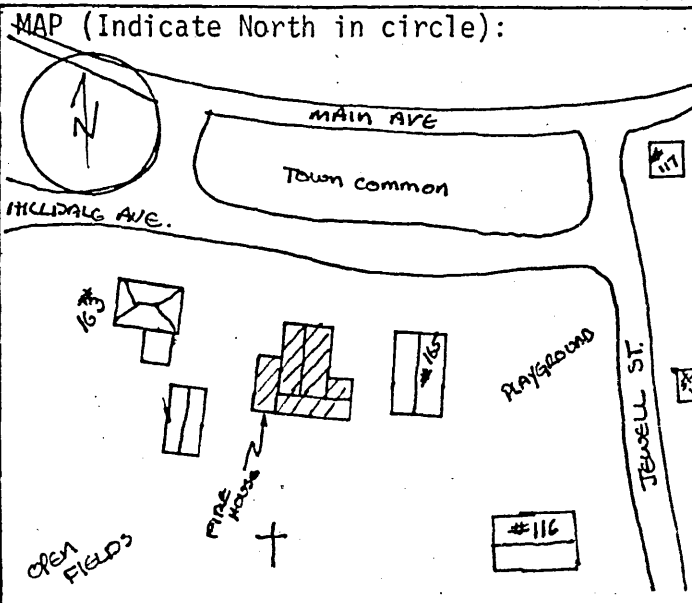 MAP (Indicate North in circle):
N
MAIN AVE
TOWN COMMON
HILLDALE AVE.
#117
#163
#165
PLAYGROUND
JEWELL ST.
FIRE
HOUSE
#116
OPEN
FIELDS